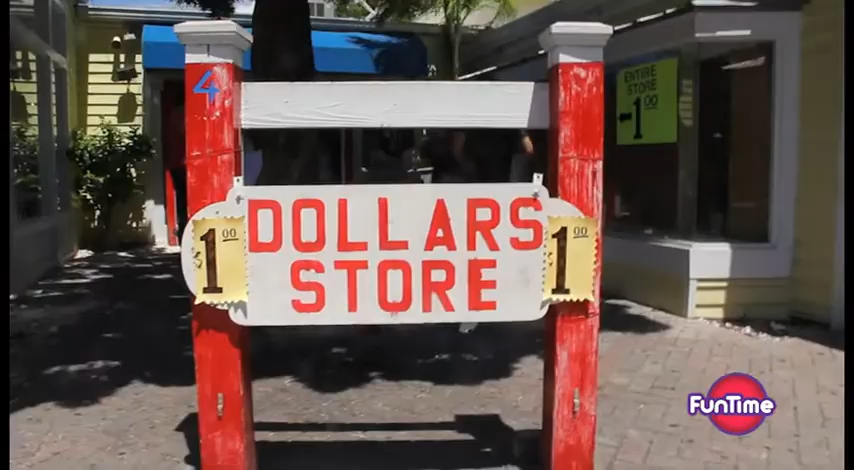 4
ENTIRE
STORE
1.00
DOLLARS
STORE
$1.00
$1.00
FunTime